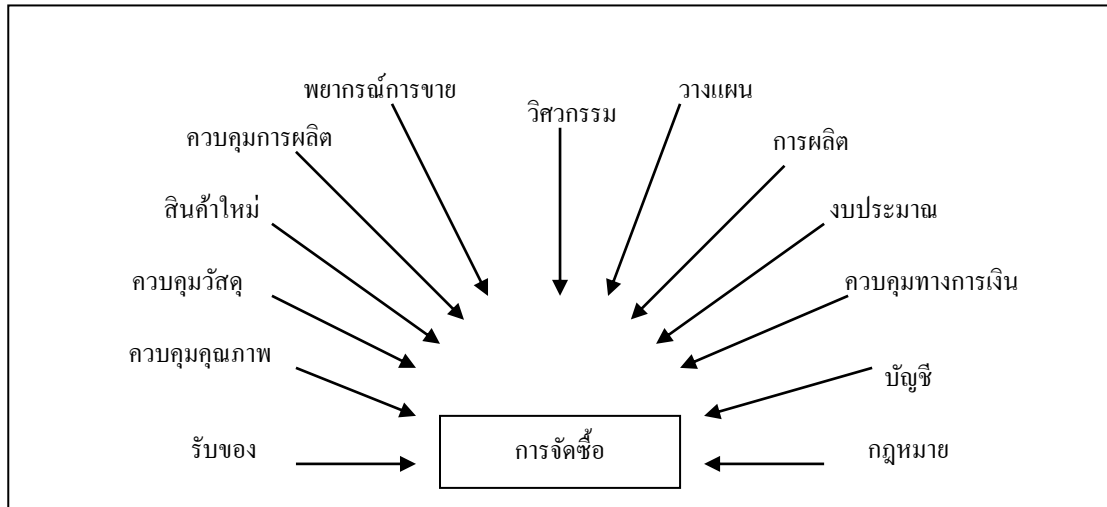 พยากรณ์การขาย
วางแผน
วิศวกรรม
ควบคุมการผลิต
การผลิต
สินค้าใหม่
งบประมาณ
ควบคุมวัสดุ
ควบคุมทางการเงิน
ควบคุมคุณภาพ
บัญชี
รับของ
การจัดซื้อ
กฎหมาย